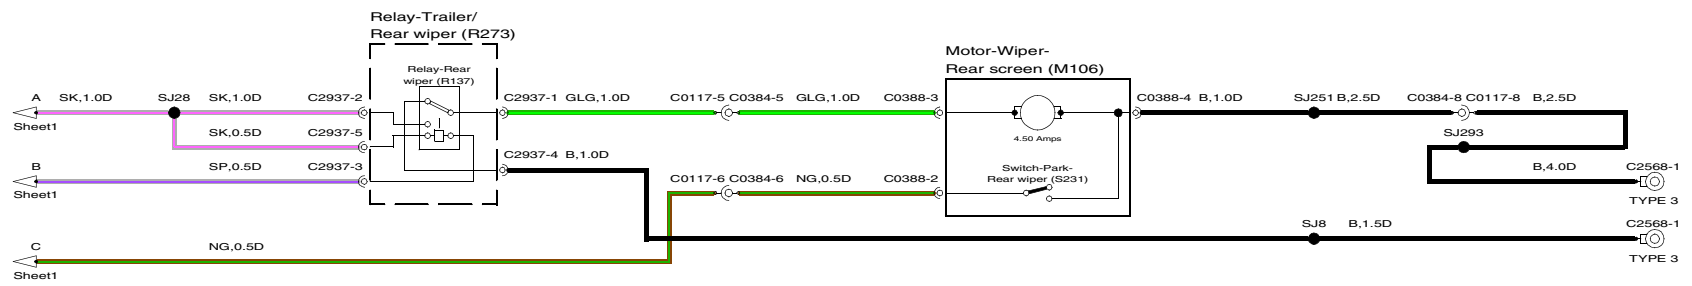 Relay-Trailer/
Rear wiper (R273)
Motor-Wiper-
Rear screen (M106)
Relay-Rear
wiper (R137)
A SK,1.0D SJ28 SK,1.0D C2937-2
C2937-1 GLG,1.0D C0117-5 C0384-5 GLG,1.0D C0388-3
C0388-4 B,1.0D SJ251 B,2.5D C0384-8 C0117-8 B,2.5D
Sheet1
SK,0.5D C2937-5
4.50 Amps
SJ293
B SP,0.5D C2937-3
C2937-4 B,1.0D
Switch-Park-
Rear wiper (S231)
B,4.0D C2568-1
Sheet1
C0117-6 C0384-6 NG,0.5D C0388-2
TYPE 3
SJ8 B,1.5D C2568-1
C NG,0.5D
Sheet1
TYPE 3